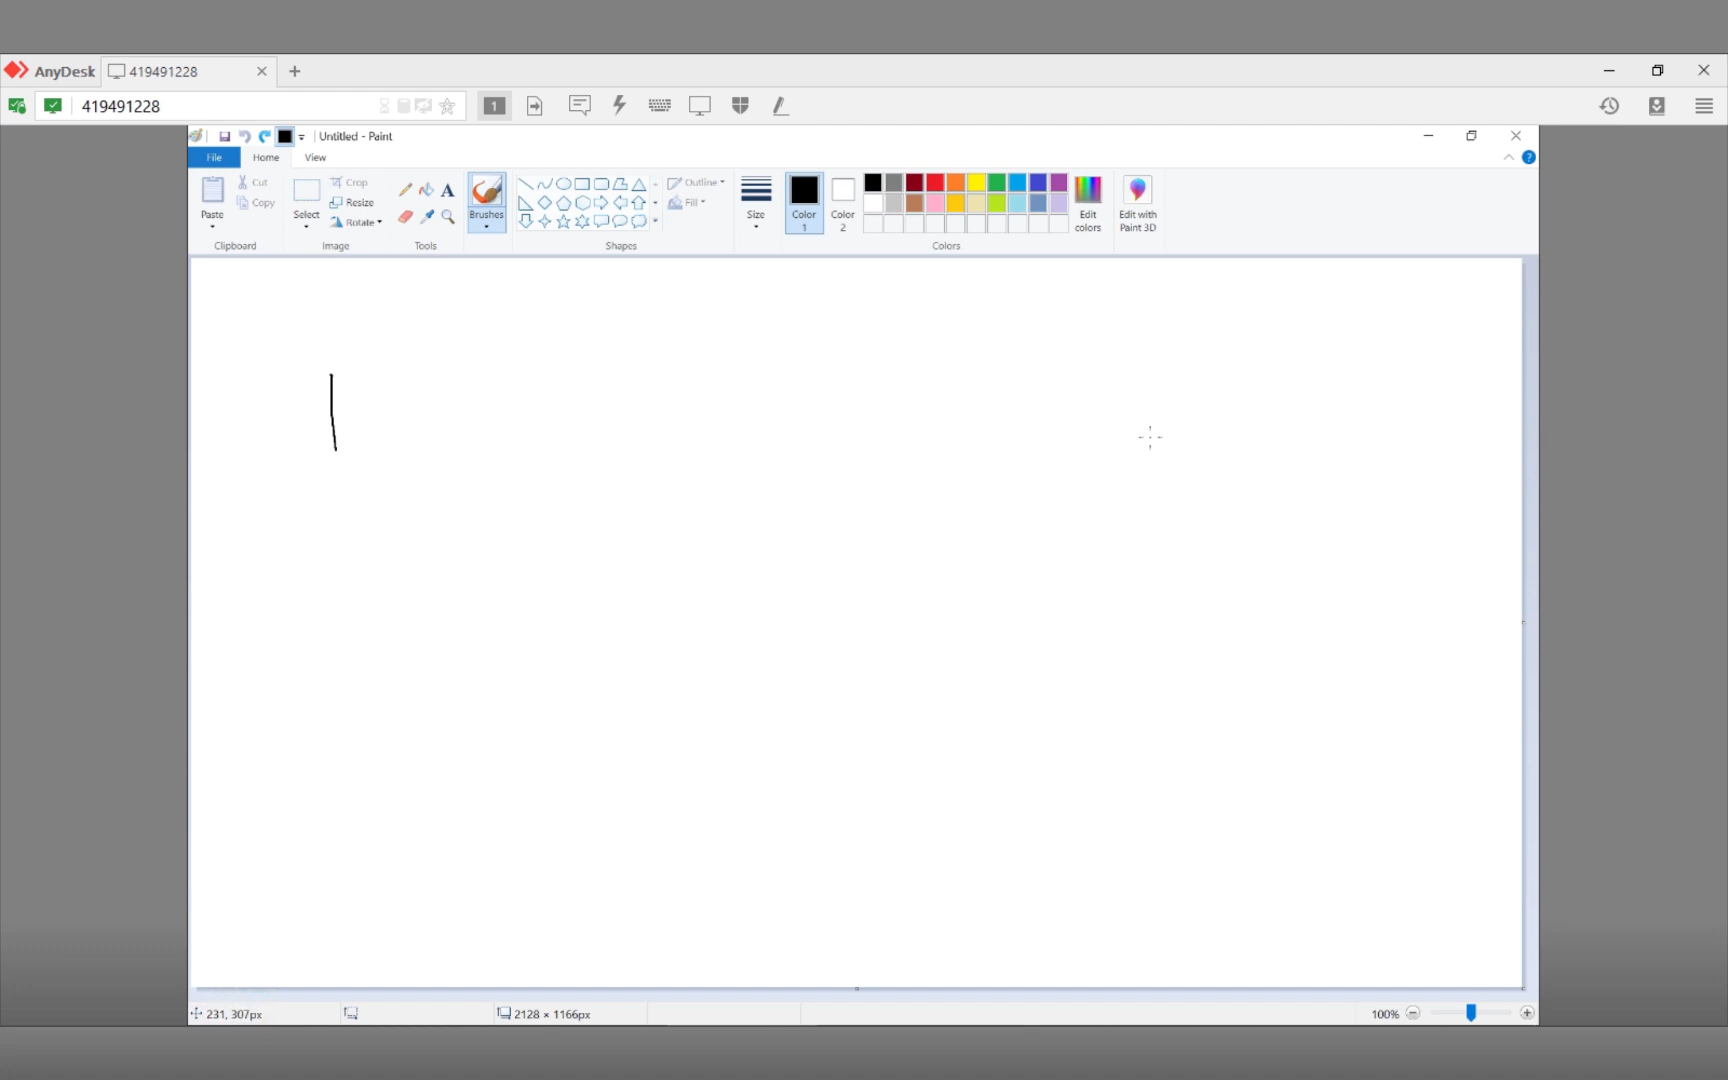 AnyDesk 419491228
419491228 1
Untitled - Paint
File Home View
Paste Cut Copy Clipboard
Select Crop Resize Rotate Image
A Tools
Brushes
Outline Fill Shapes
Size
Color 1 Color 2 Edit colors Colors
Edit with Paint 3D
231, 307px 2128 × 1166px 100%